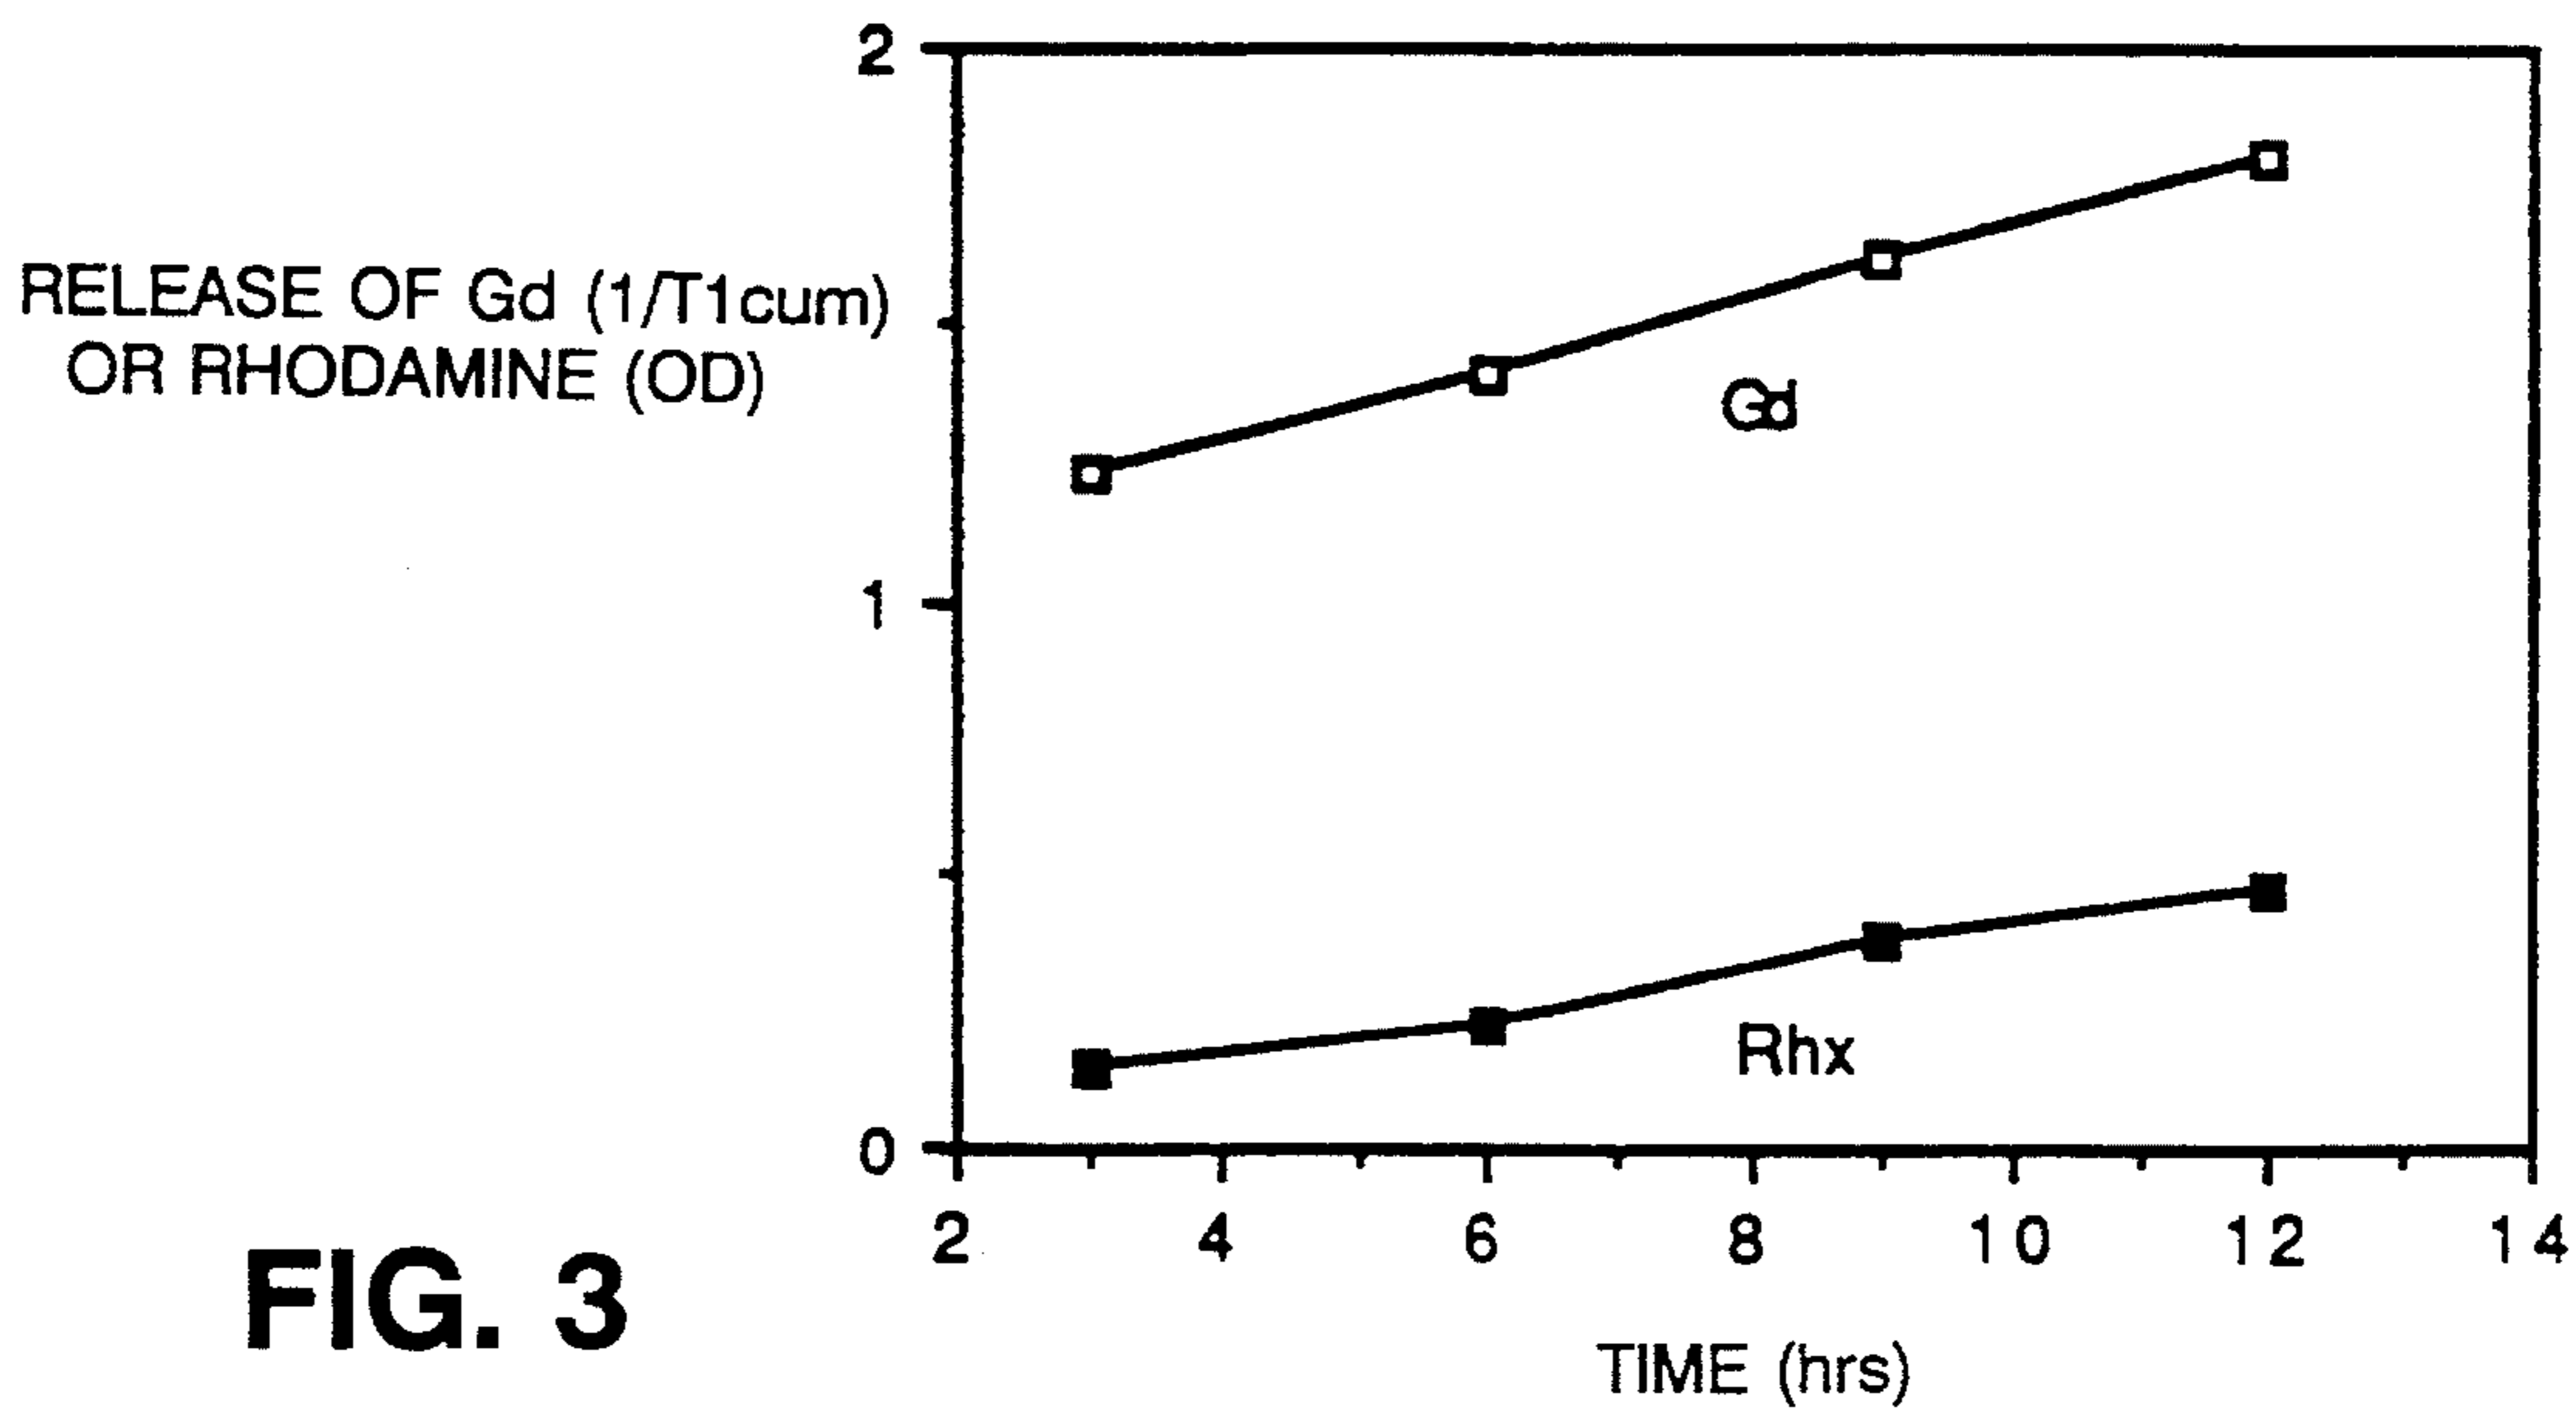 2
RELEASE OF Gd (1/T1cum)
OR RHODAMINE (OD)
Gd
1
Rhx
0
2 4 6 8 10 12 14
FIG. 3
TIME (hrs)